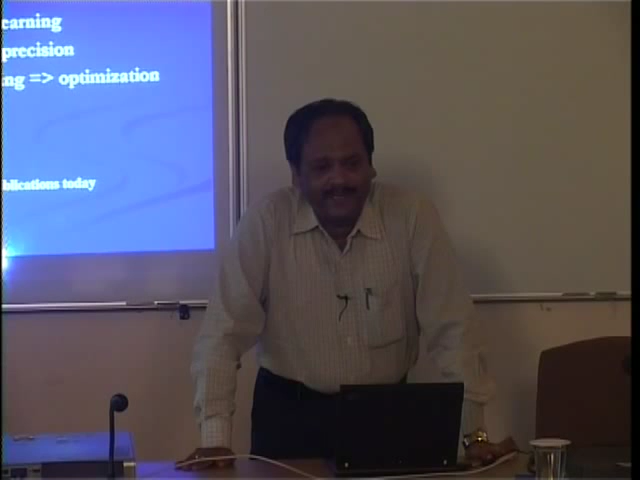 earning
precision
ng => optimization
blications today